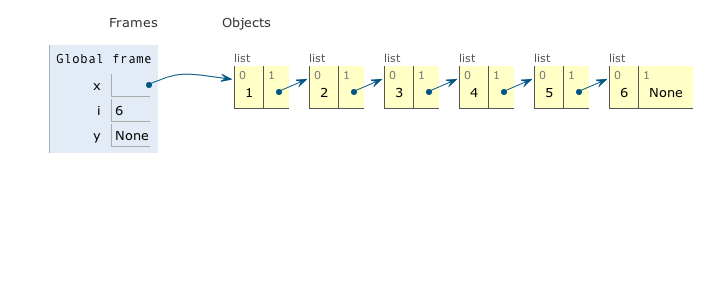 Frames Objects
Global frame
x
i 6
y None
list list list list list list
0 1 0 1 0 1 0 1 0 1 0 1
1 2 3 4 5 6 None